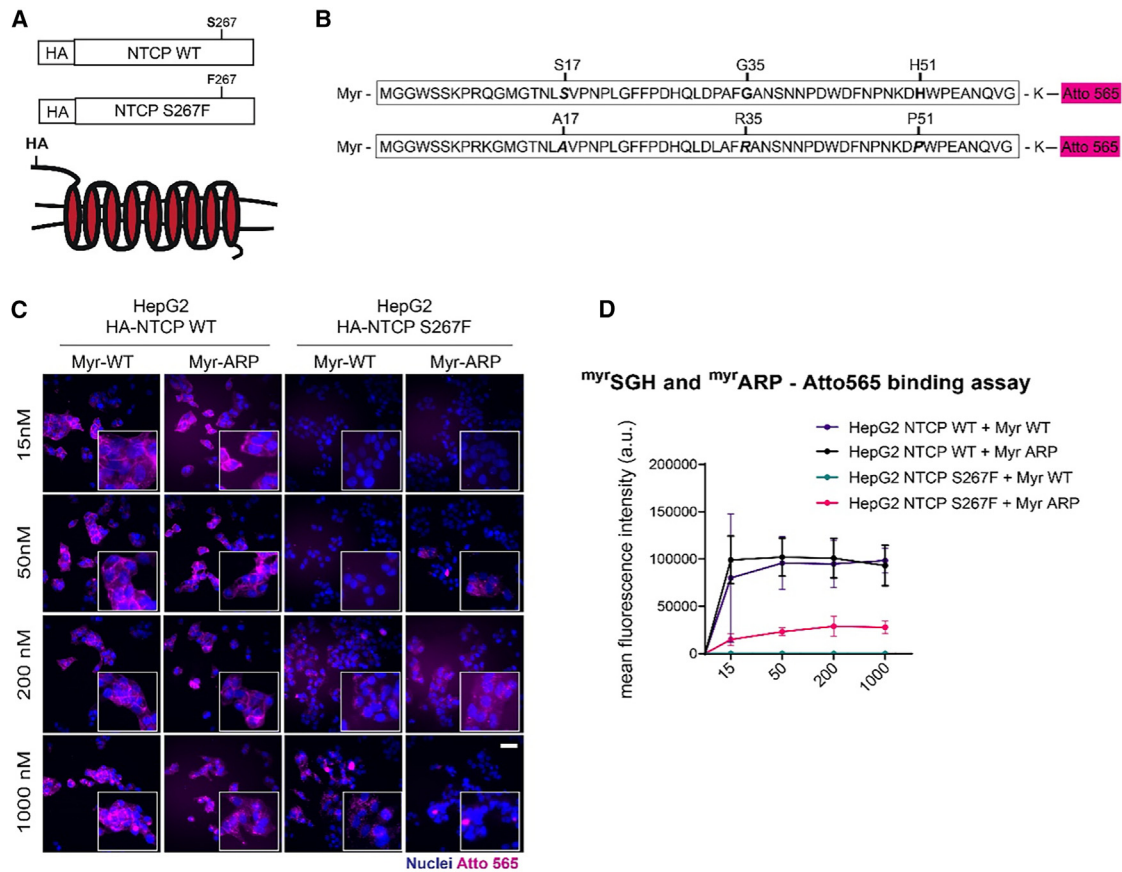 A
S267
HA NTCP WT
F267
HA NTCP S267F
HA
B
S17 G35 H51
Myr - MGGWSSKPRQGMGTNLSVPNPLGFFPDHQLDPAFGANSNNPDWDFNPNKDHWPEANQVG - K — Atto 565
A17 R35 P51
Myr - MGGWSSKPRKGMGTNLAVPNPLGFFPDHQLDLAFRANSNNPDWDFNPNKDPWPEANQVG - K — Atto 565
C
HepG2
HA-NTCP WT
HepG2
HA-NTCP S267F
Myr-WT Myr-ARP Myr-WT Myr-ARP
15nM
50nM
200 nM
1000 nM
Nuclei Atto 565
D
myrSGH and myrARP - Atto565 binding assay
HepG2 NTCP WT + Myr WT
HepG2 NTCP WT + Myr ARP
HepG2 NTCP S267F + Myr WT
HepG2 NTCP S267F + Myr ARP
mean fluorescence intensity (a.u.)
200000
150000
100000
50000
0
15 50 200 1000